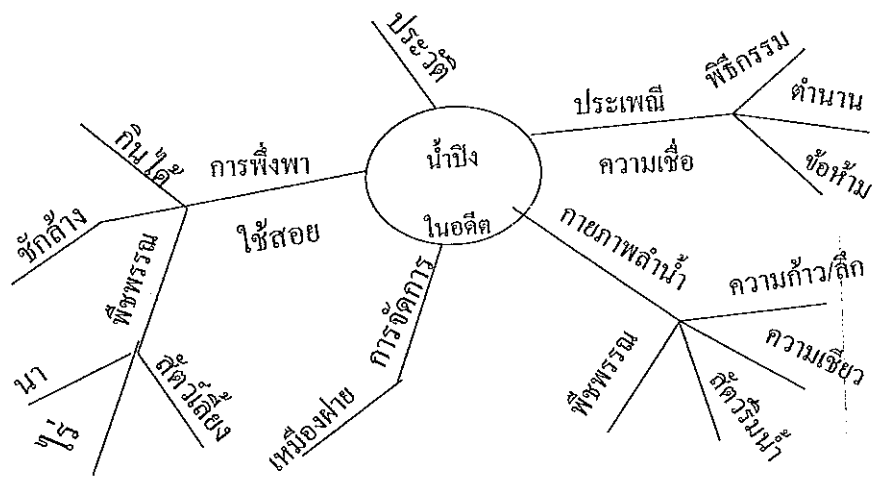 น้ำปิง
ในอดีต
ประวัติ
ประเพณี
ความเชื่อ
พิธีกรรม
ตำนาน
ข้อห้าม
กายภาพลำน้ำ
ความก้าว/ลึก
ความเชียว
สัตว์ริมน้ำ
พืชพรรณ
การจัดการ
เหมืองฝาย
การพึ่งพา
ใช้สอย
กินได้
ซักล้าง
พืชพรรณ
นา
ไร่
สัตว์เลี้ยง